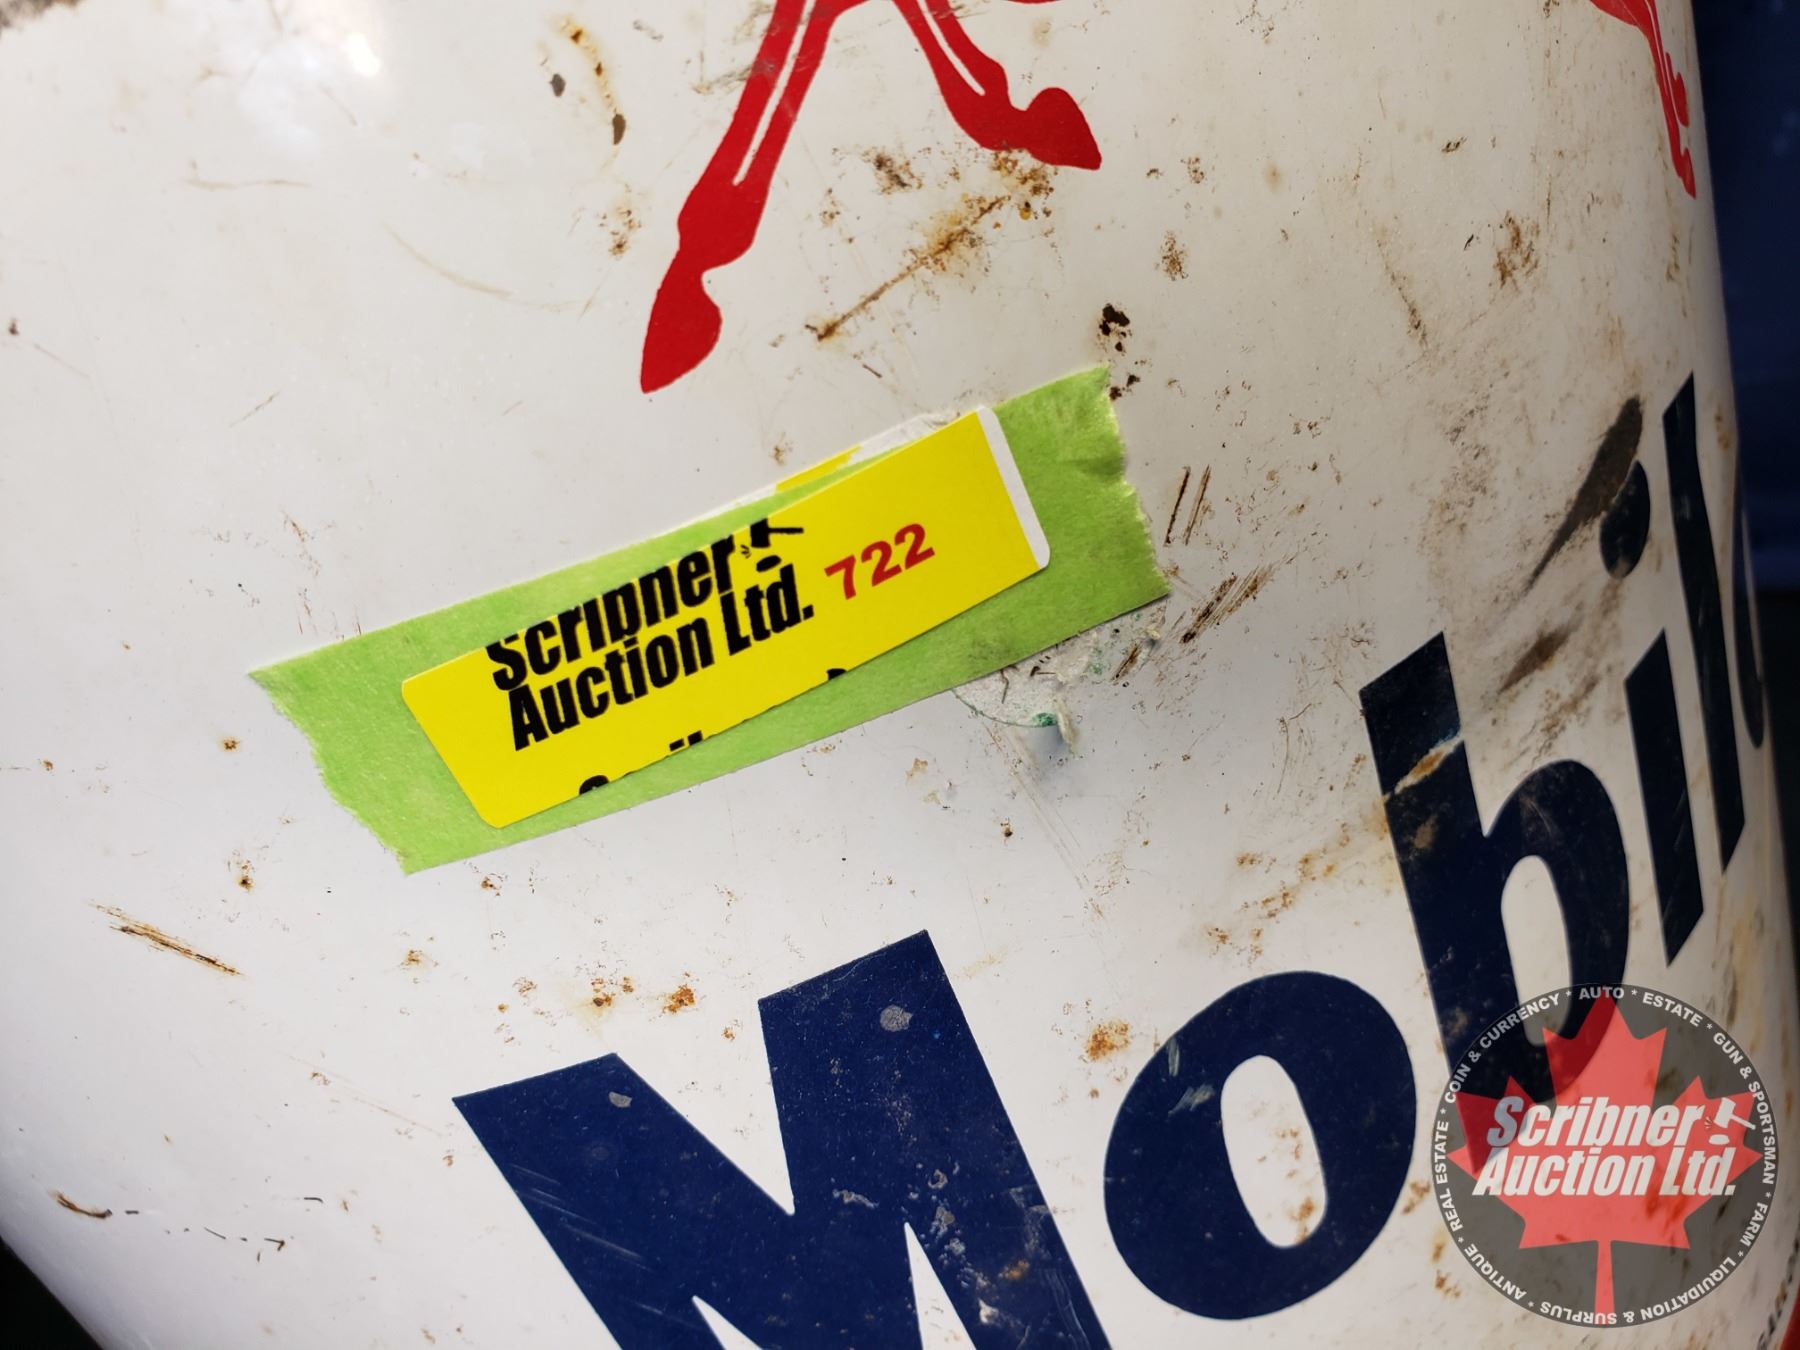 Scribner
Auction Ltd. 722
Mobil
REAL ESTATE * COIN & CURRENCY * AUTO * ESTATE * GUN & SPORTSMAN * FARM * LIQUIDATION & SURPLUS * ANTIQUE *
Scribner
Auction Ltd.